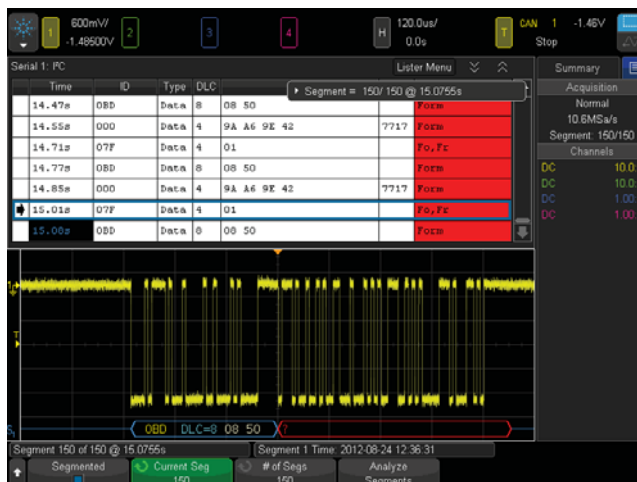 1 600mV/ -1.48500V 2 3 4 H 120.0us/ 0.0s T CAN 1 -1.46V Stop
Serial 1: I²C Lister Menu Summary
Time ID Type DLC
Segment = 150/ 150 @ 15.0755s
14.47s 0BD Data 8 08 50 Form
14.55s 000 Data 4 9A A6 9E 42 7717 Form
14.71s 07F Data 4 01 Fo,Fr
14.77s 0BD Data 8 08 50 Form
14.85s 000 Data 4 9A A6 9E 42 7717 Form
15.01s 07F Data 4 01 Fo,Fr
15.08s 0BD Data 8 08 50 Form
Acquisition
Normal
10.6MSa/s
Segment: 150/150
Channels
DC 10.0:
DC 10.0:
DC 1.00:
DC 1.00:
T
S1 0BD DLC=8 08 50 ?
Segment 150 of 150 @ 15.0755s Segment 1 Time: 2012-08-24 12:36:31
Segmented Current Seg # of Segs Analyze
150 150 Segments